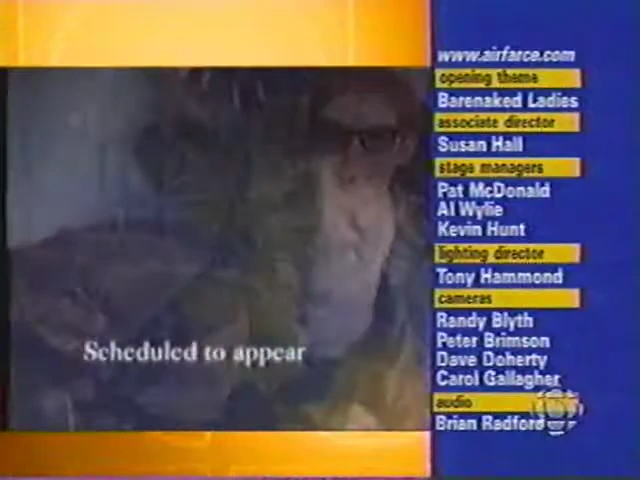 www.airfarce.com
opening theme
Barenaked Ladies
associate director
Susan Hall
stage managers
Pat McDonald
Al Wylie
Kevin Hunt
lighting director
Tony Hammond
cameras
Randy Blyth
Peter Brimson
Dave Doherty
Carol Gallagher
audio
Brian Radford
Scheduled to appear